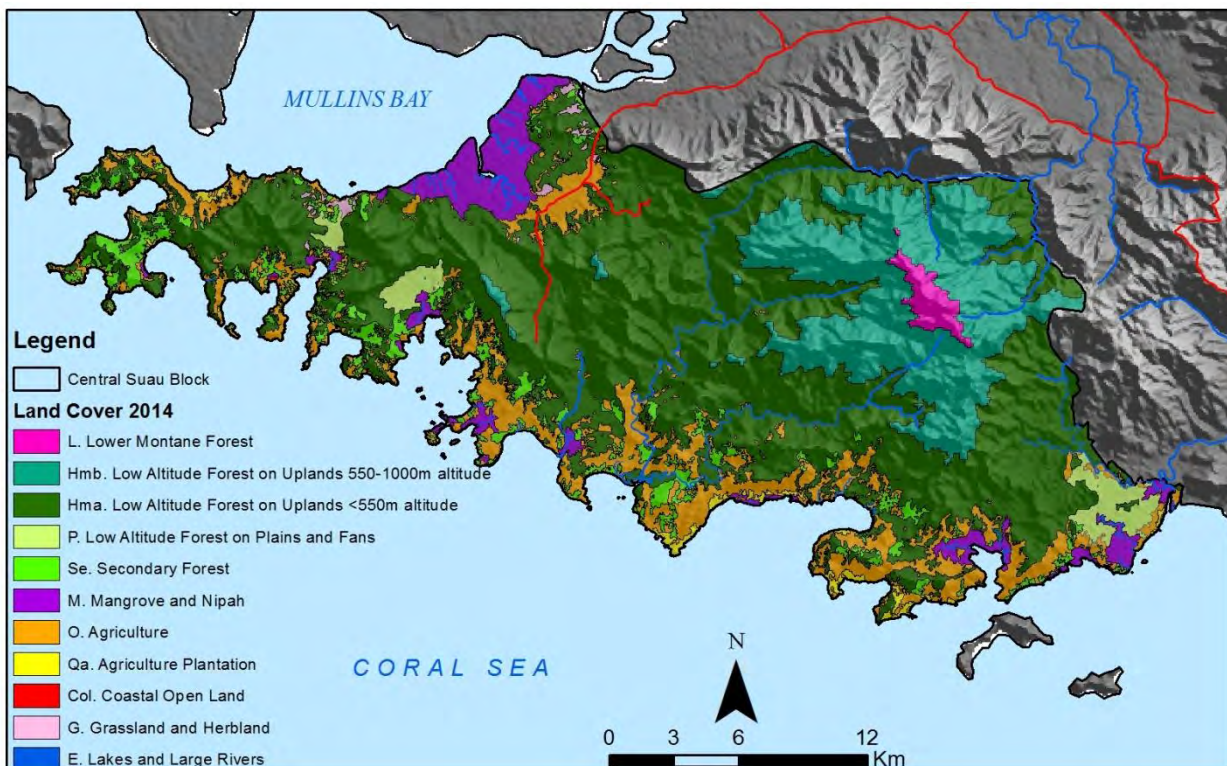 MULLINS BAY
Legend
Central Suau Block
Land Cover 2014
L. Lower Montane Forest
Hmb. Low Altitude Forest on Uplands 550-1000m altitude
Hma. Low Altitude Forest on Uplands <550m altitude
P. Low Altitude Forest on Plains and Fans
Se. Secondary Forest
M. Mangrove and Nipah
O. Agriculture
Qa. Agriculture Plantation
Col. Coastal Open Land
G. Grassland and Herbland
E. Lakes and Large Rivers
CORAL SEA
N
0 3 6 12
Km